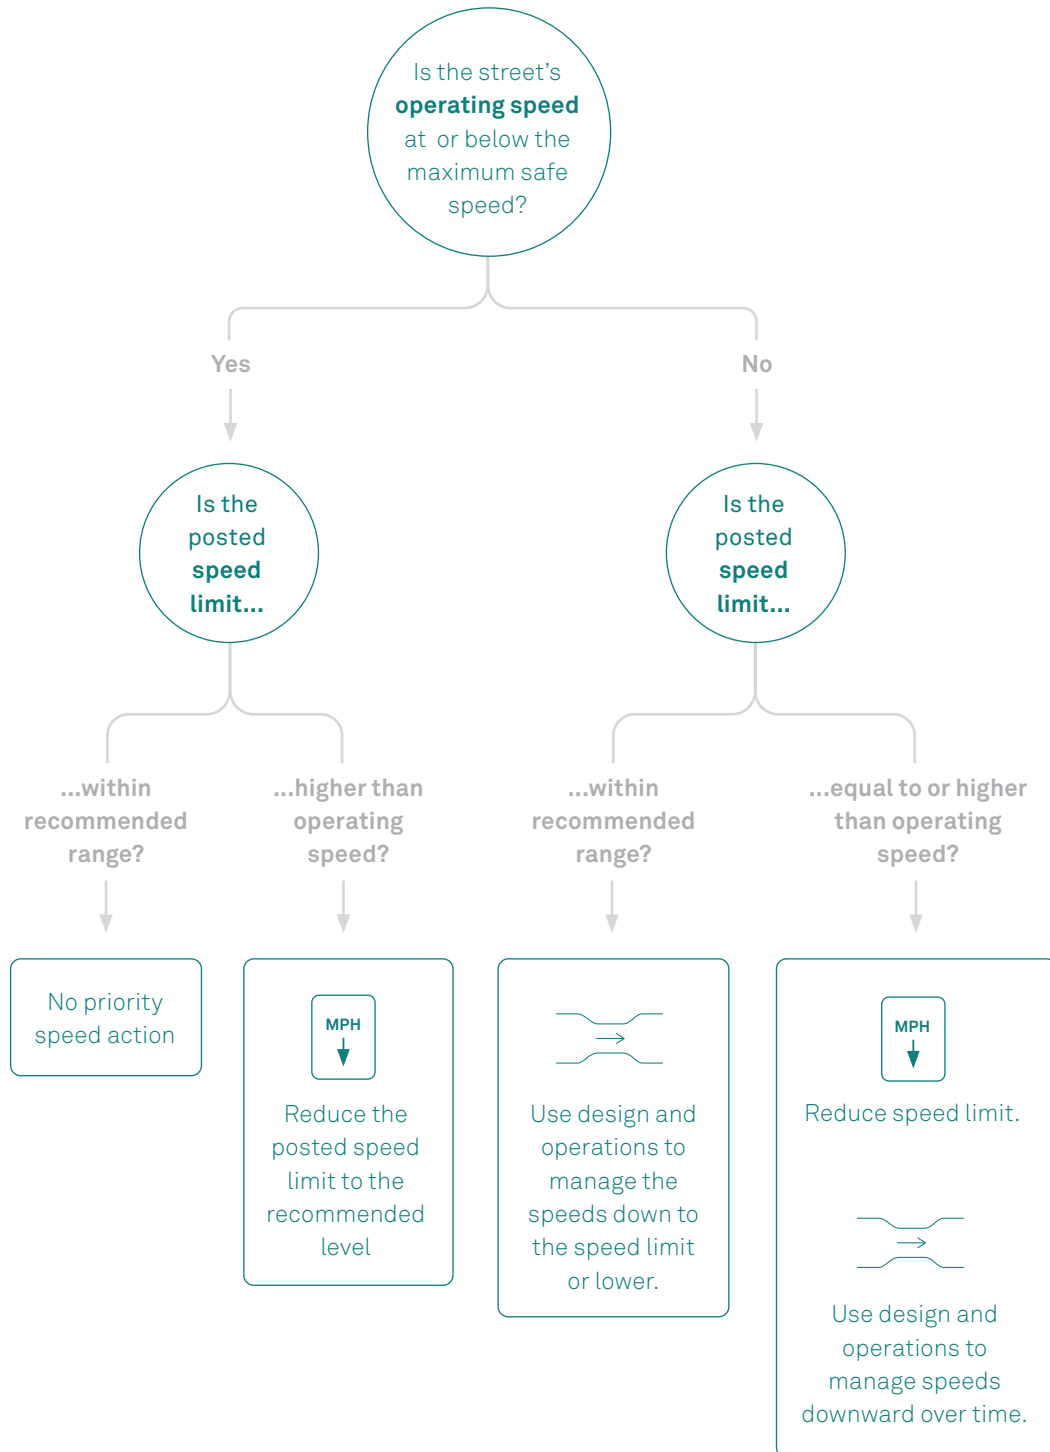 Is the street's
operating speed
at or below the
maximum safe
speed?
Yes
No
Is the
posted
speed
limit...
Is the
posted
speed
limit...
...within
recommended
range?
...higher than
operating
speed?
...within
recommended
range?
...equal to or higher
than operating
speed?
No priority
speed action
MPH
Reduce the
posted speed
limit to the
recommended
level
Use design and
operations to
manage the
speeds down to
the speed limit
or lower.
MPH
Reduce speed limit.
Use design and
operations to
manage speeds
downward over time.